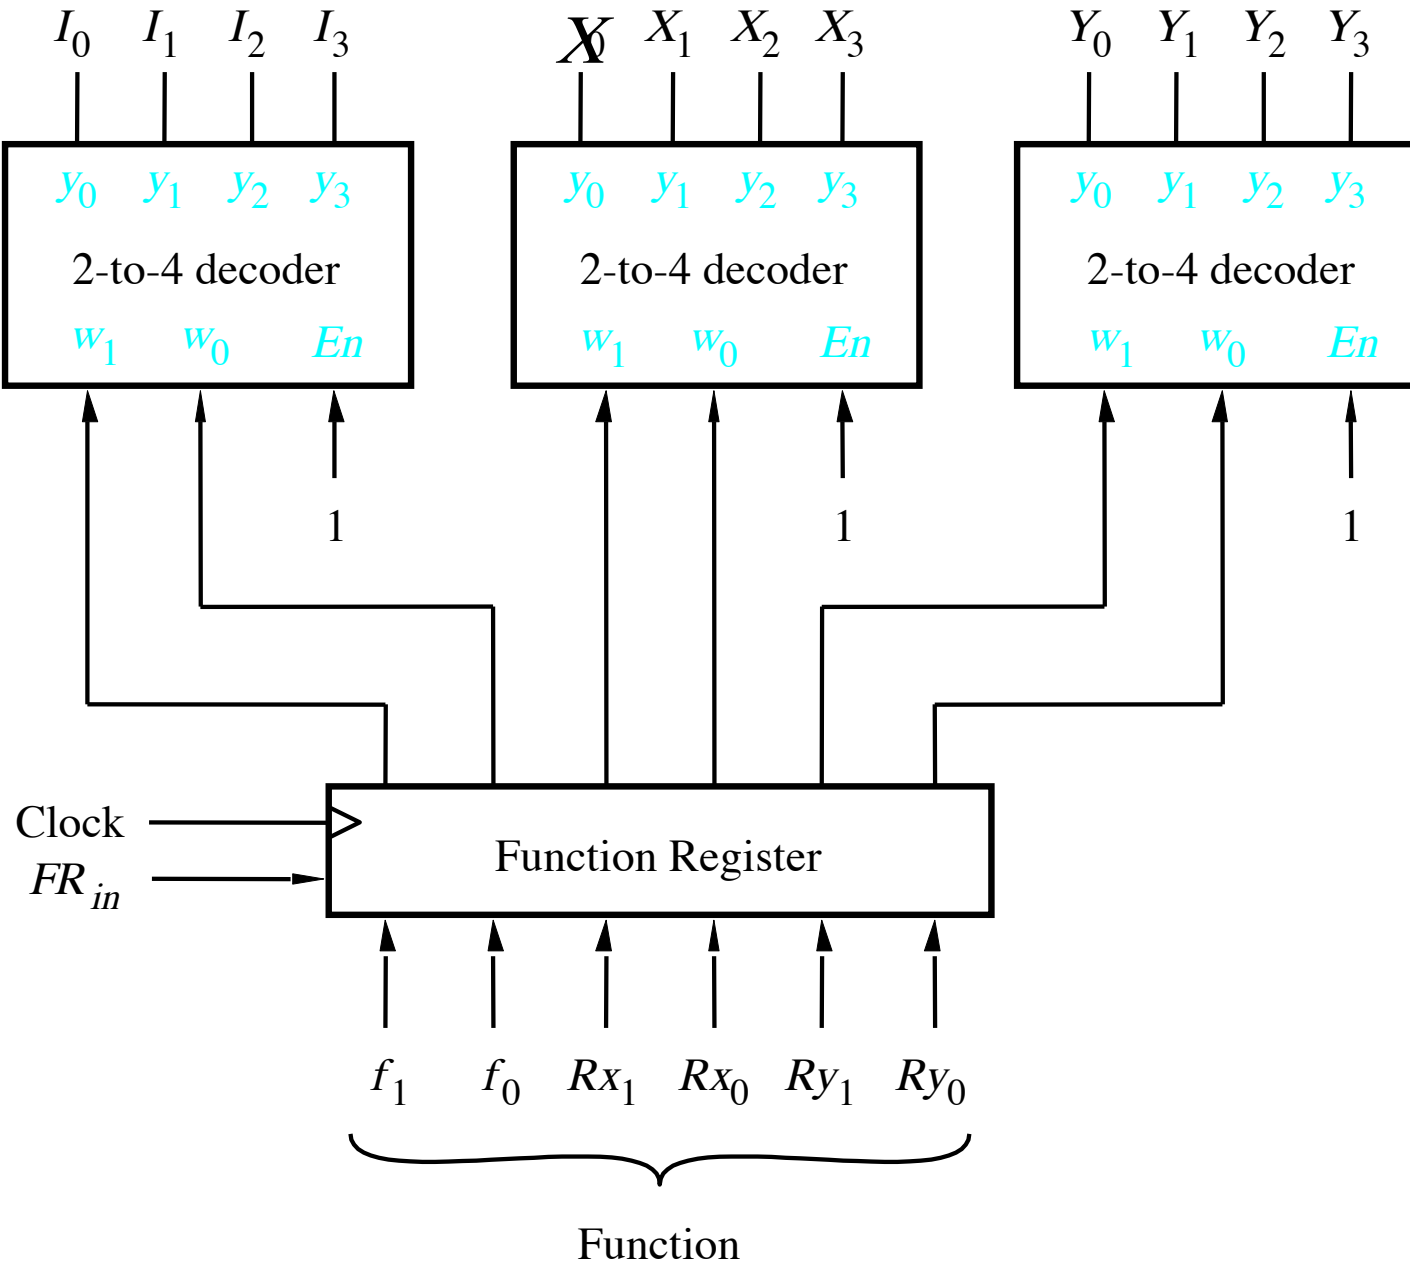 I0 I1 I2 I3 X0 X1 X2 X3 Y0 Y1 Y2 Y3
y0 y1 y2 y3 y0 y1 y2 y3 y0 y1 y2 y3
2-to-4 decoder 2-to-4 decoder 2-to-4 decoder
w1 w0 En w1 w0 En w1 w0 En
1 1 1
Clock
Function Register
FR in
f1 f0 Rx1 Rx0 Ry1 Ry0
Function